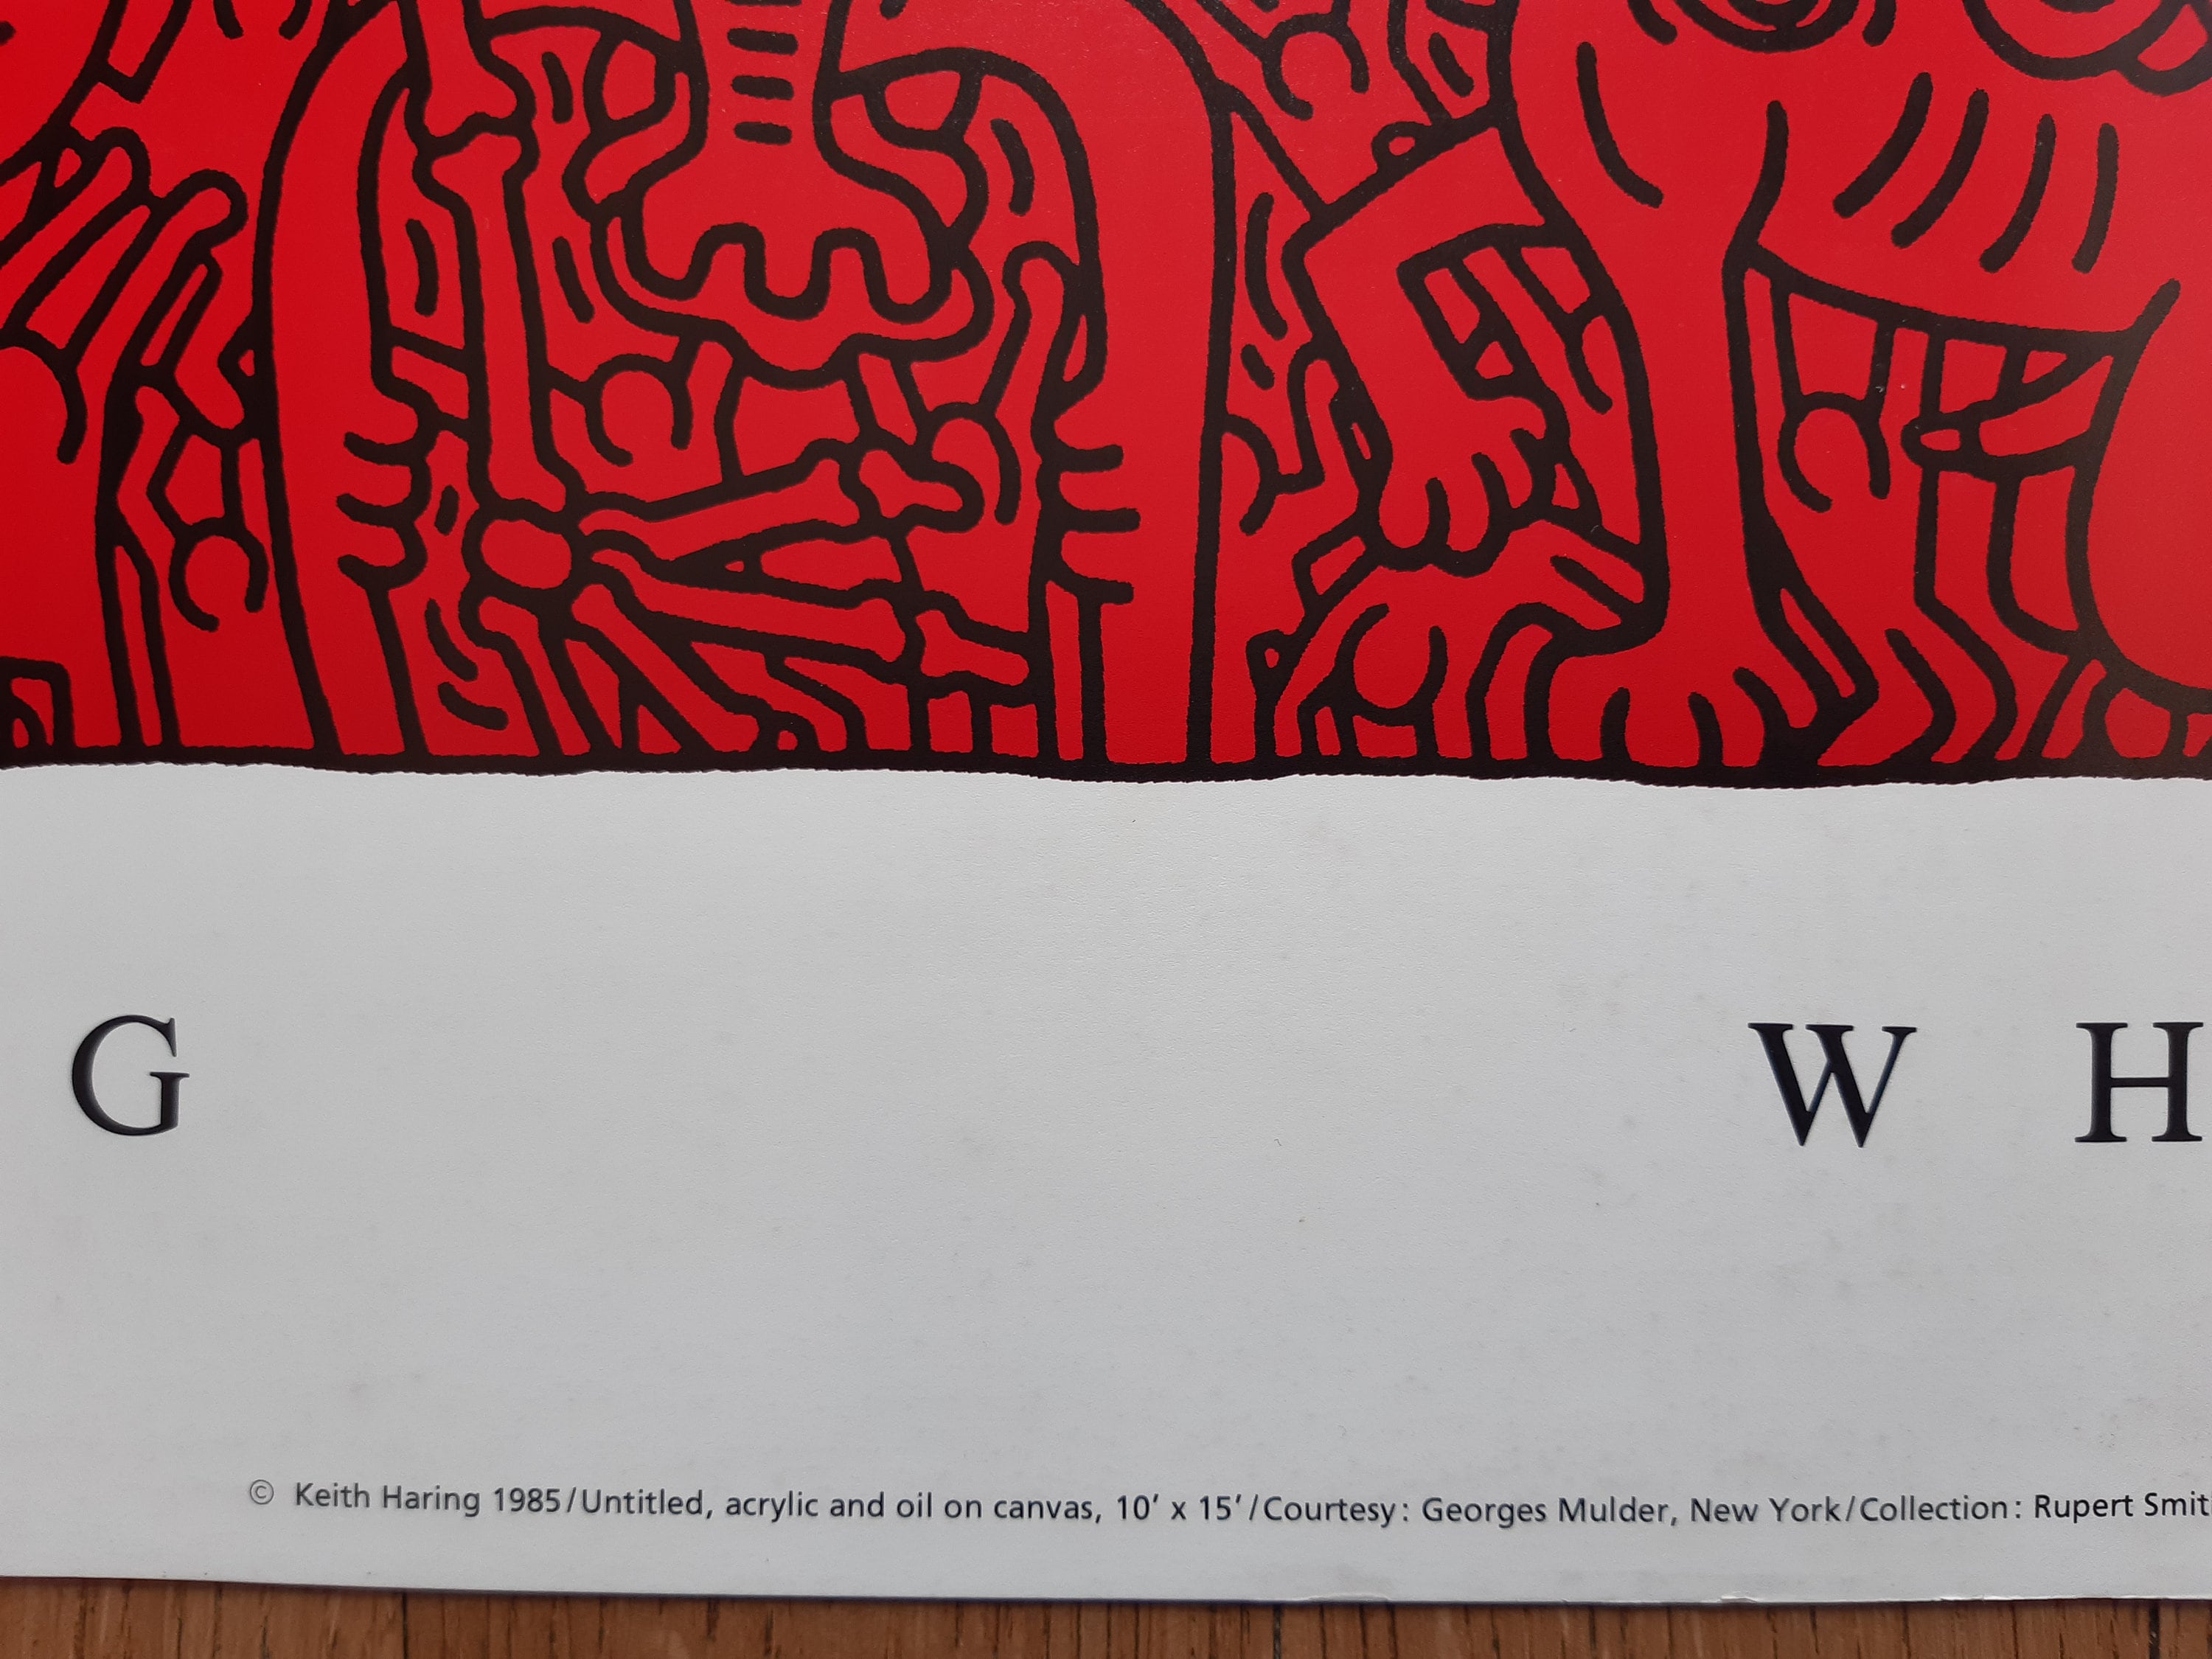 G W H
© Keith Haring 1985/Untitled, acrylic and oil on canvas, 10' x 15'/Courtesy: Georges Mulder, New York/Collection: Rupert Smit